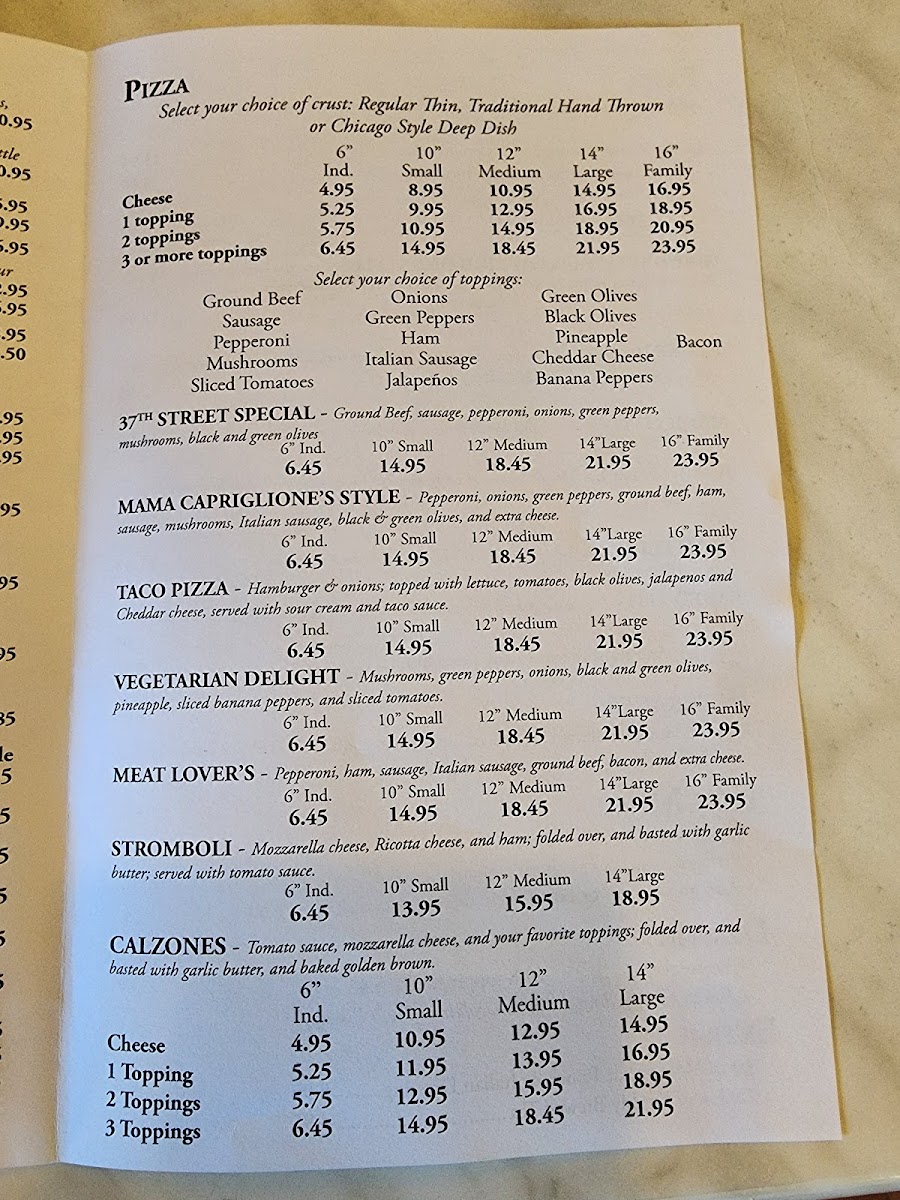 PIZZA
Select your choice of crust: Regular Thin, Traditional Hand Thrown
or Chicago Style Deep Dish
6” 10” 12” 14” 16”
Ind. Small Medium Large Family
Cheese 4.95 8.95 10.95 14.95 16.95
1 topping 5.25 9.95 12.95 16.95 18.95
2 toppings 5.75 10.95 14.95 18.95 20.95
3 or more toppings 6.45 14.95 18.45 21.95 23.95
Select your choice of toppings:
Ground Beef Onions Green Olives
Sausage Green Peppers Black Olives
Pepperoni Ham Pineapple Bacon
Mushrooms Italian Sausage Cheddar Cheese
Sliced Tomatoes Jalapeños Banana Peppers
37TH STREET SPECIAL - Ground Beef, sausage, pepperoni, onions, green peppers,
mushrooms, black and green olives
6” Ind. 10” Small 12” Medium 14”Large 16” Family
6.45 14.95 18.45 21.95 23.95
MAMA CAPRIGLIONE’S STYLE - Pepperoni, onions, green peppers, ground beef, ham,
sausage, mushrooms, Italian sausage, black & green olives, and extra cheese.
6” Ind. 10” Small 12” Medium 14”Large 16” Family
6.45 14.95 18.45 21.95 23.95
TACO PIZZA - Hamburger & onions; topped with lettuce, tomatoes, black olives, jalapenos and
Cheddar cheese, served with sour cream and taco sauce.
6” Ind. 10” Small 12” Medium 14”Large 16” Family
6.45 14.95 18.45 21.95 23.95
VEGETARIAN DELIGHT - Mushrooms, green peppers, onions, black and green olives,
pineapple, sliced banana peppers, and sliced tomatoes.
6” Ind. 10” Small 12” Medium 14”Large 16” Family
6.45 14.95 18.45 21.95 23.95
MEAT LOVER’S - Pepperoni, ham, sausage, Italian sausage, ground beef, bacon, and extra cheese.
6” Ind. 10” Small 12” Medium 14”Large 16” Family
6.45 14.95 18.45 21.95 23.95
STROMBOLI - Mozzarella cheese, Ricotta cheese, and ham; folded over, and basted with garlic
butter; served with tomato sauce.
6” Ind. 10” Small 12” Medium 14”Large
6.45 13.95 15.95 18.95
CALZONES - Tomato sauce, mozzarella cheese, and your favorite toppings; folded over, and
basted with garlic butter, and baked golden brown.
6” 10” 12” 14”
Ind. Small Medium Large
Cheese 4.95 10.95 12.95 14.95
1 Topping 5.25 11.95 13.95 16.95
2 Toppings 5.75 12.95 15.95 18.95
3 Toppings 6.45 14.95 18.45 21.95